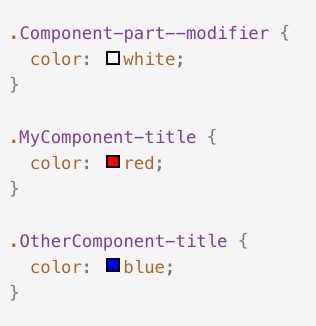 .Component-part--modifier {
  color: white;
}

.MyComponent-title {
  color: red;
}

.OtherComponent-title {
  color: blue;
}